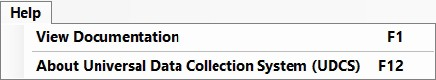 Help
View Documentation F1
About Universal Data Collection System (UDCS) F12